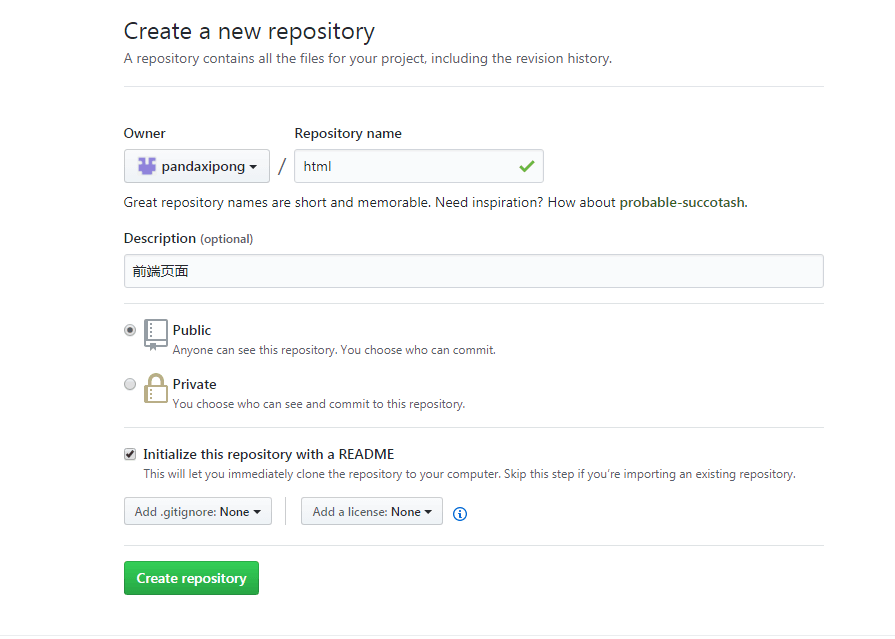 Create a new repository
A repository contains all the files for your project, including the revision history.
Owner
Repository name
pandaxipong / html
Great repository names are short and memorable. Need inspiration? How about probable-succotash.
Description (optional)
前端页面
Public
Anyone can see this repository. You choose who can commit.
Private
You choose who can see and commit to this repository.
Initialize this repository with a README
This will let you immediately clone the repository to your computer. Skip this step if you're importing an existing repository.
Add .gitignore: None
Add a license: None
Create repository